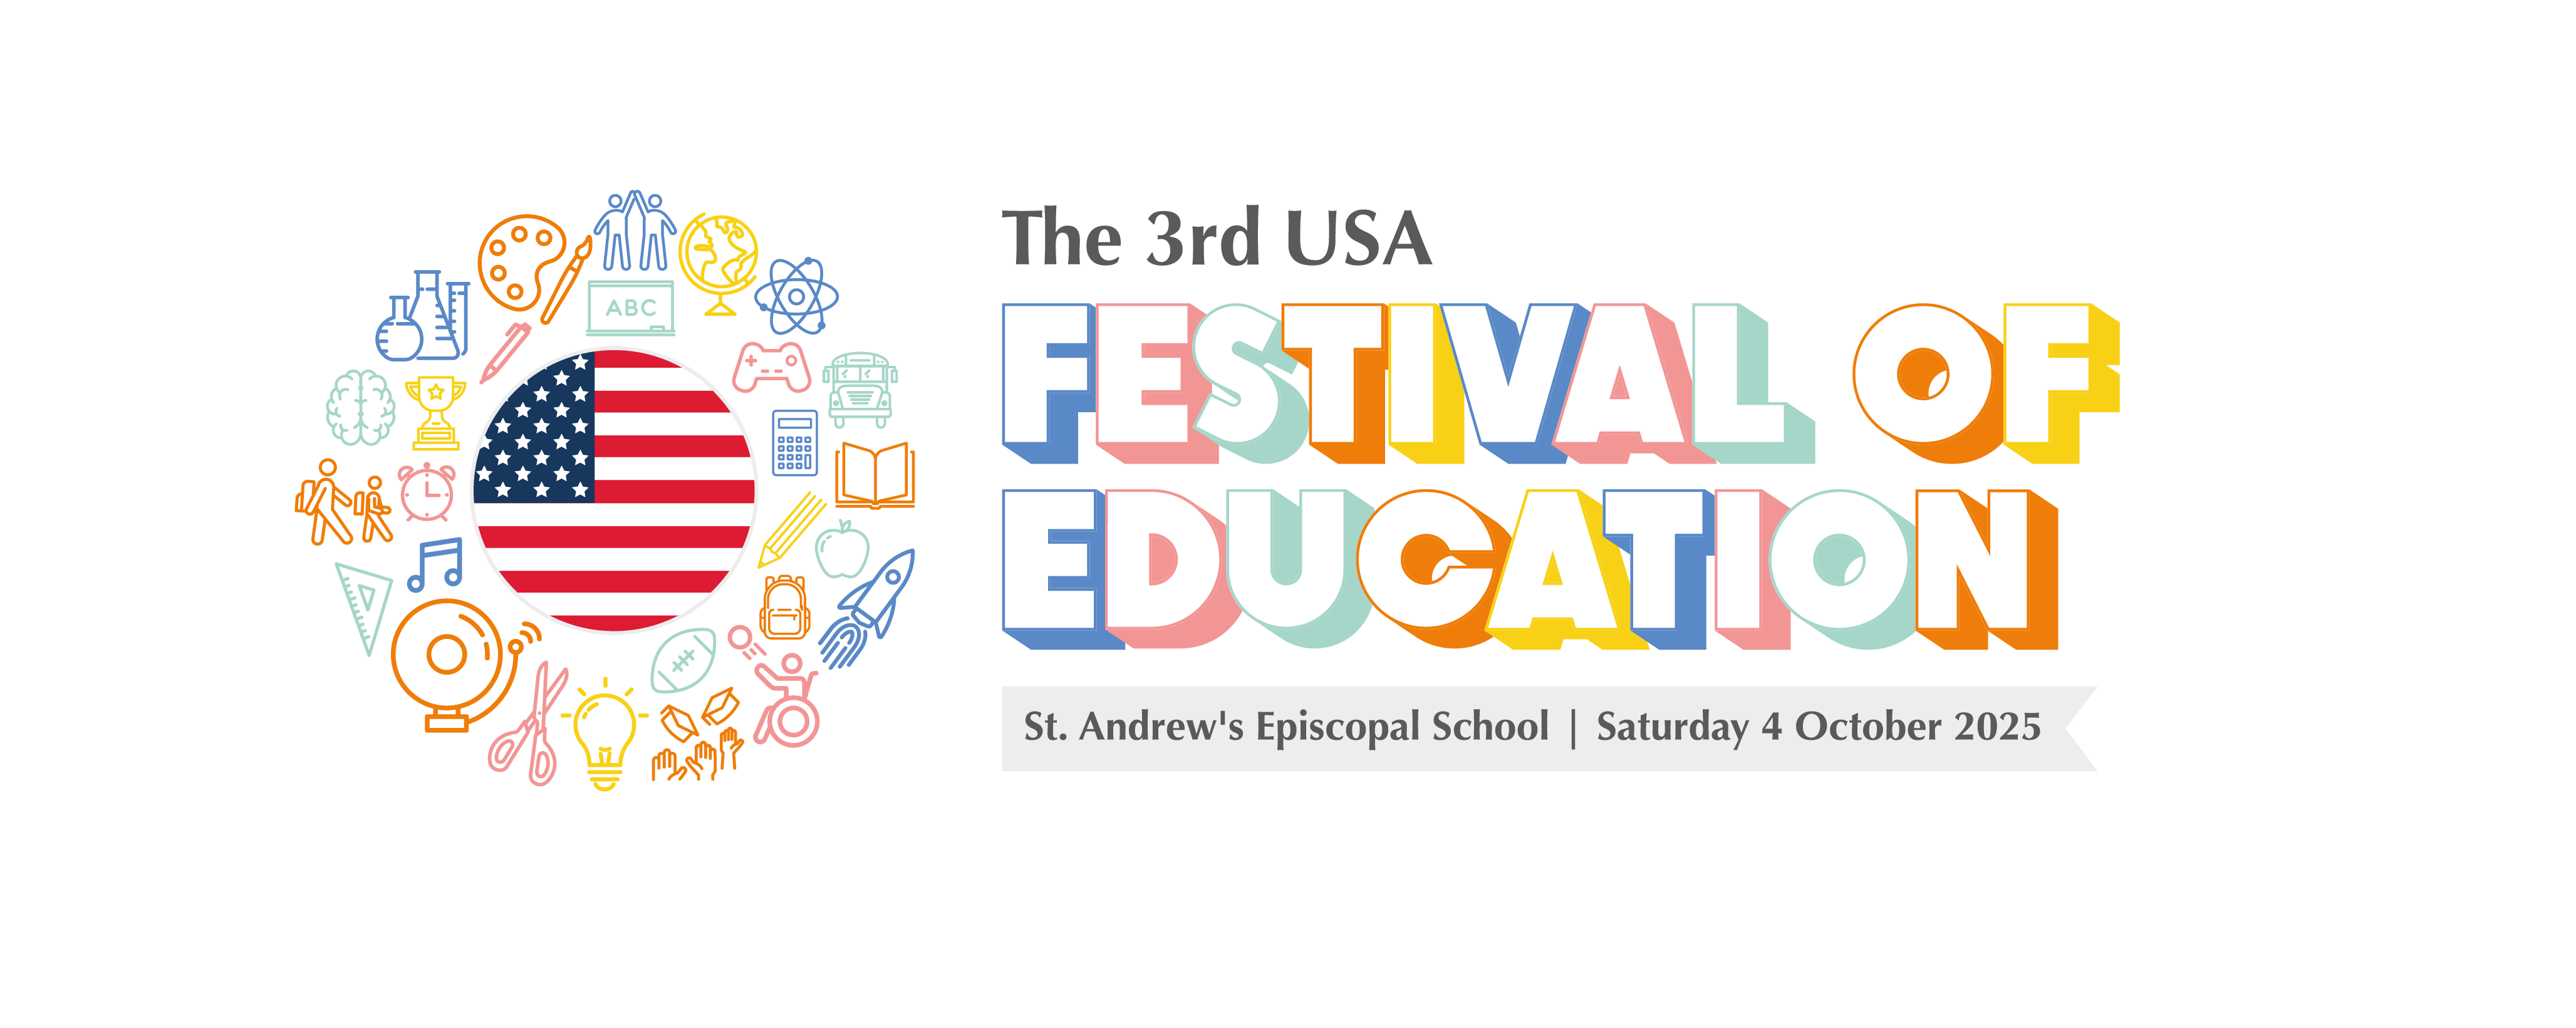 The 3rd USA
FESTIVAL OF
EDUCATION
St. Andrew's Episcopal School | Saturday 4 October 2025
ABC